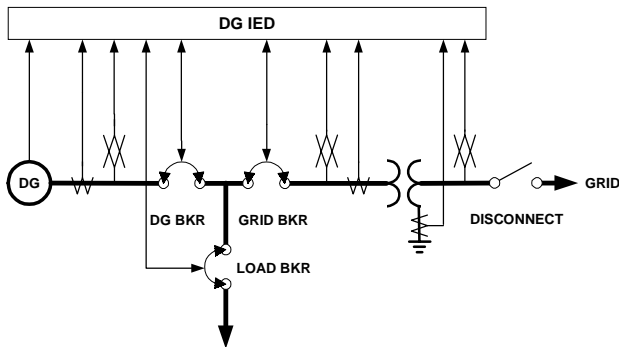 DG IED
DG
GRID
DG BKR
GRID BKR
DISCONNECT
LOAD BKR